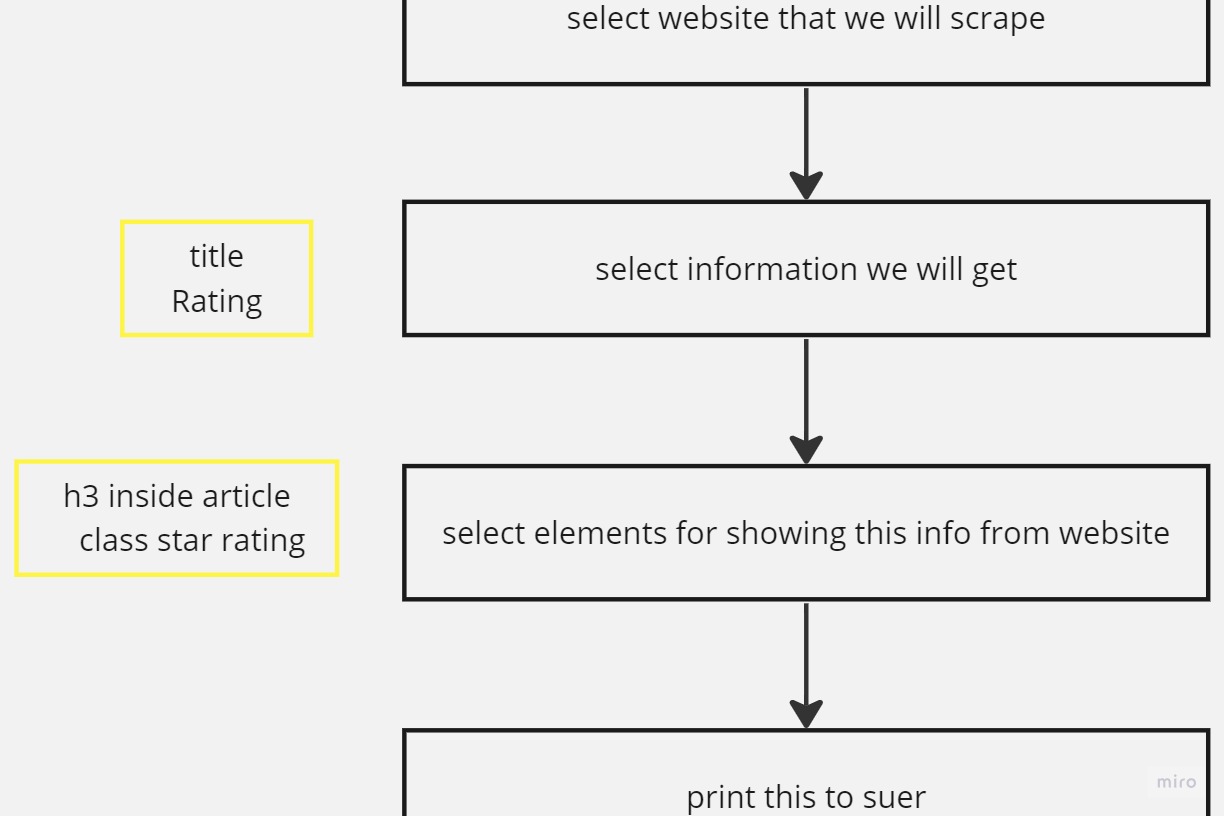 select website that we will scrape
title
Rating
select information we will get
h3 inside article
class star rating
select elements for showing this info from website
print this to suer
miro